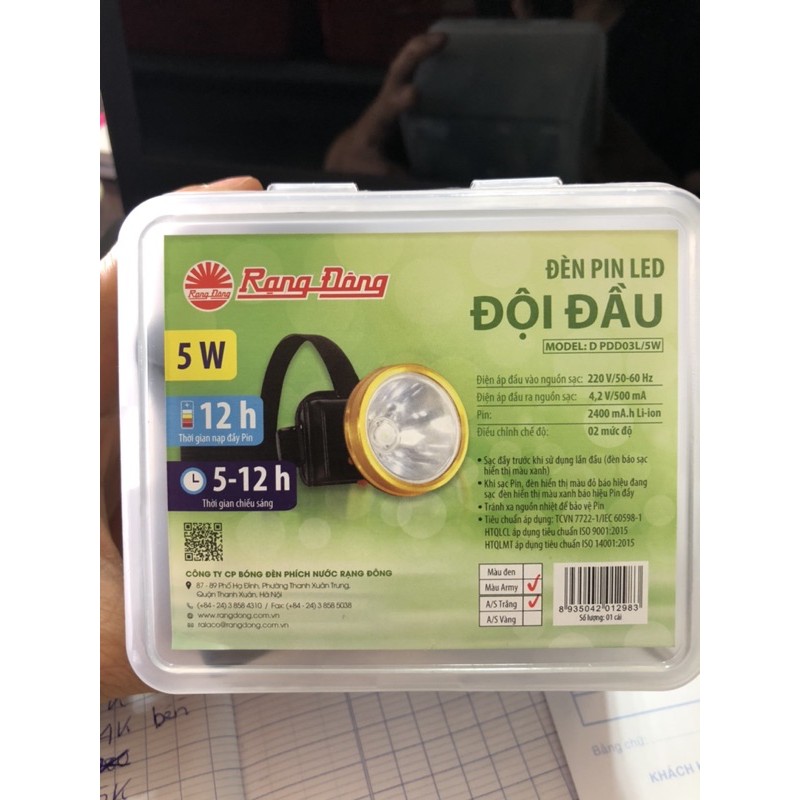 Rạng Đông
Rạng Đông
ĐÈN PIN LED
ĐỘI ĐẦU
MODEL: D PDD03L/5W
5 W
12 h
Thời gian nạp đầy Pin
5-12 h
Thời gian chiếu sáng
Điện áp đầu vào nguồn sạc: 220 V/50-60 Hz
Điện áp đầu ra nguồn sạc: 4,2 V/500 mA
Pin: 2400 mA.h Li-ion
Điều chỉnh chế độ: 02 mức độ
• Sạc đầy trước khi sử dụng lần đầu (đèn báo sạc
hiển thị màu xanh)
• Khi sạc Pin, đèn hiển thị màu đỏ báo hiệu đang
sạc đèn hiển thị màu xanh báo hiệu Pin đầy
• Tránh xa nguồn nhiệt để bảo vệ Pin
• Tiêu chuẩn áp dụng: TCVN 7722-1/IEC 60598-1
HTQLCL áp dụng tiêu chuẩn ISO 9001:2015
HTQLMT áp dụng tiêu chuẩn ISO 14001:2015
CÔNG TY CP BÓNG ĐÈN PHÍCH NƯỚC RẠNG ĐÔNG
87 - 89 Phố Hạ Đình, Phường Thanh Xuân Trung,
Quận Thanh Xuân, Hà Nội
(+84 - 24) 3 858 4310 / Fax: (+84 - 24) 3 858 5038
www.rangdong.com.vn
ralaco@rangdong.com.vn
Màu đen
Màu Army ✓
A/S Trắng ✓
A/S Vàng
8 935042 012983
Số lượng: 01 cái
bên
Bằng chữ:
KHÁCH